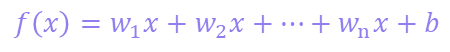 f(x) = w₁x + w₂x + ⋯ + wₙx + b